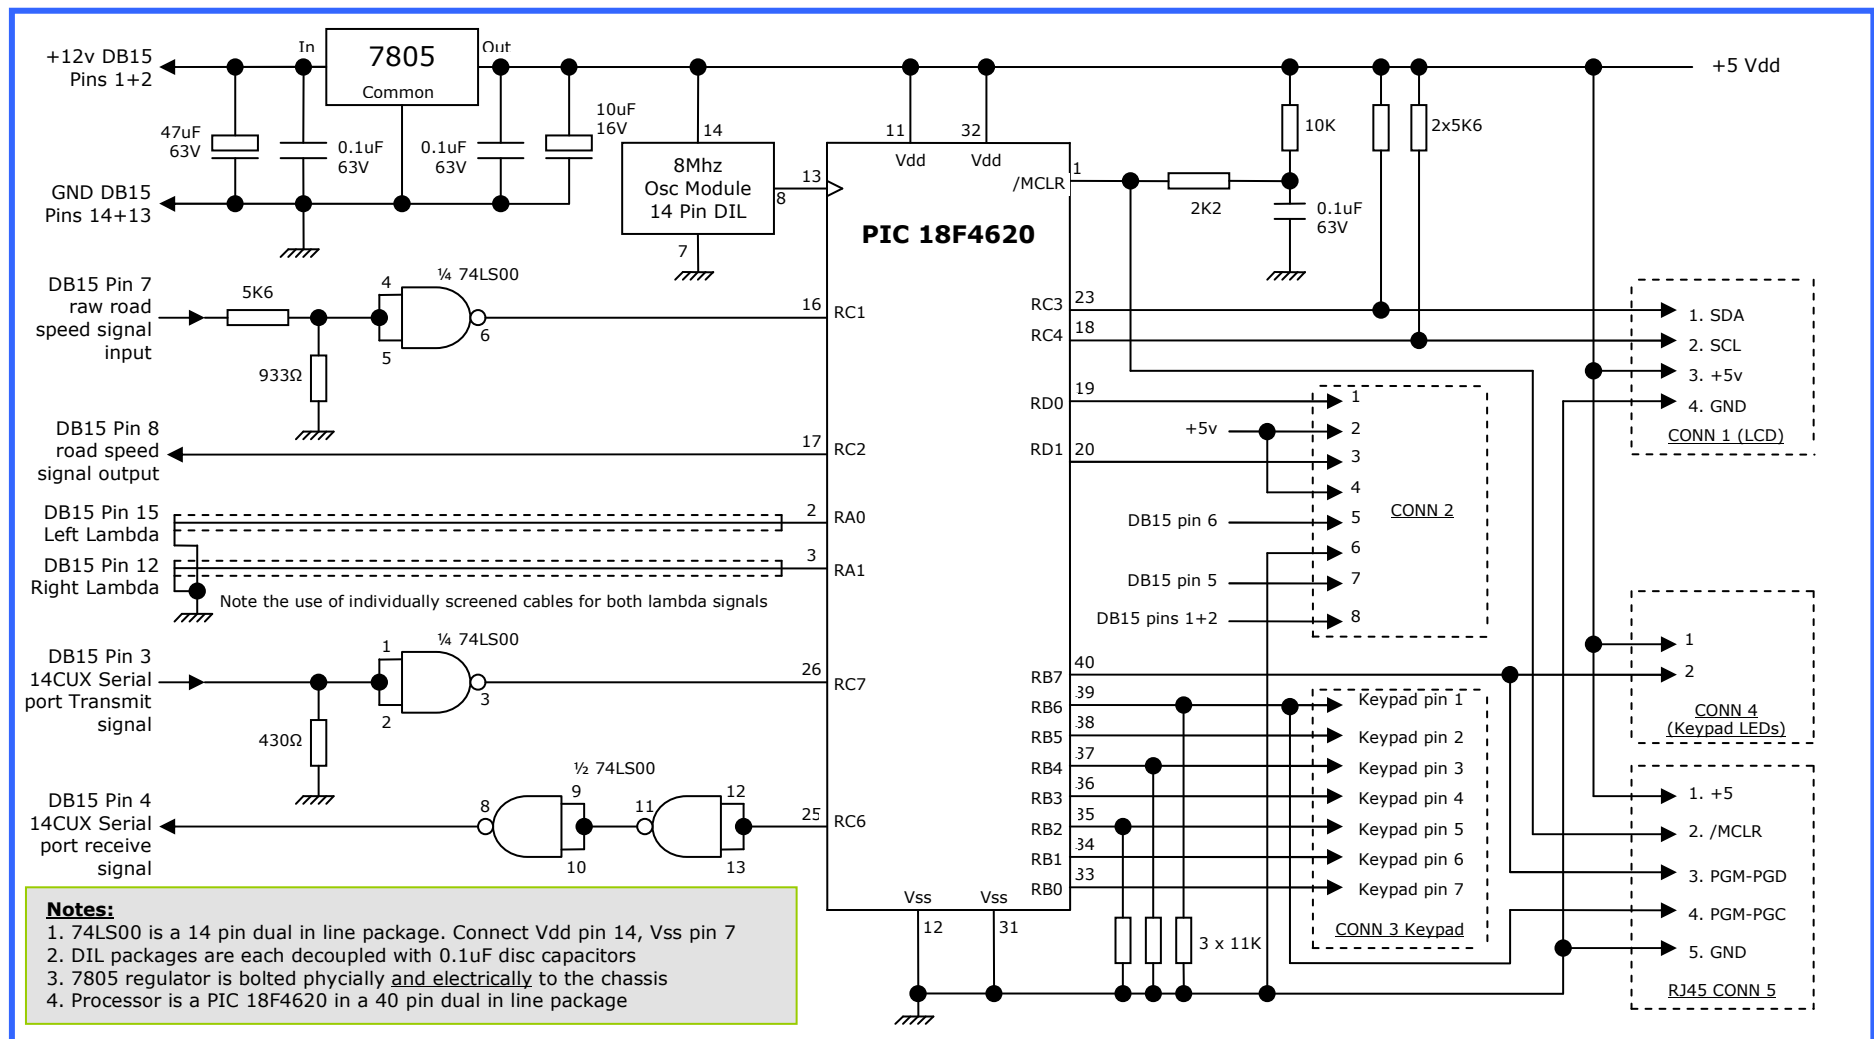 +12v DB15
Pins 1+2
In
7805
Common
Out
+5 Vdd
47uF
63V
0.1uF
63V
0.1uF
63V
10uF
16V
GND DB15
Pins 14+13
14
8Mhz
Osc Module
14 Pin DIL
7
8
13
11
Vdd
32
Vdd
/MCLR
1
PIC 18F4620
10K
2x5K6
2K2
0.1uF
63V
DB15 Pin 7
raw road
speed signal
input
5K6
933Ω
¼ 74LS00
4
5
6
16
RC1
DB15 Pin 8
road speed
signal output
17
RC2
DB15 Pin 15
Left Lambda
2
RA0
DB15 Pin 12
Right Lambda
3
RA1
Note the use of individually screened cables for both lambda signals
DB15 Pin 3
14CUX Serial
port Transmit
signal
430Ω
¼ 74LS00
1
2
3
26
RC7
DB15 Pin 4
14CUX Serial
port receive
signal
½ 74LS00
8
9
10
11
12
13
25
RC6
RC3
23
RC4
18
RD0
19
RD1
20
RB7
40
RB6
39
RB5
38
RB4
37
RB3
36
RB2
35
RB1
34
RB0
33
Vss
12
Vss
31
3 x 11K
1. SDA
2. SCL
3. +5v
4. GND
CONN 1 (LCD)
+5v
DB15 pin 6
DB15 pin 5
DB15 pins 1+2
1
2
3
4
5
6
7
8
CONN 2
Keypad pin 1
Keypad pin 2
Keypad pin 3
Keypad pin 4
Keypad pin 5
Keypad pin 6
Keypad pin 7
CONN 3 Keypad
1
2
CONN 4
(Keypad LEDs)
1. +5
2. /MCLR
3. PGM-PGD
4. PGM-PGC
5. GND
RJ45 CONN 5
Notes:
1. 74LS00 is a 14 pin dual in line package. Connect Vdd pin 14, Vss pin 7
2. DIL packages are each decoupled with 0.1uF disc capacitors
3. 7805 regulator is bolted phycially and electrically to the chassis
4. Processor is a PIC 18F4620 in a 40 pin dual in line package